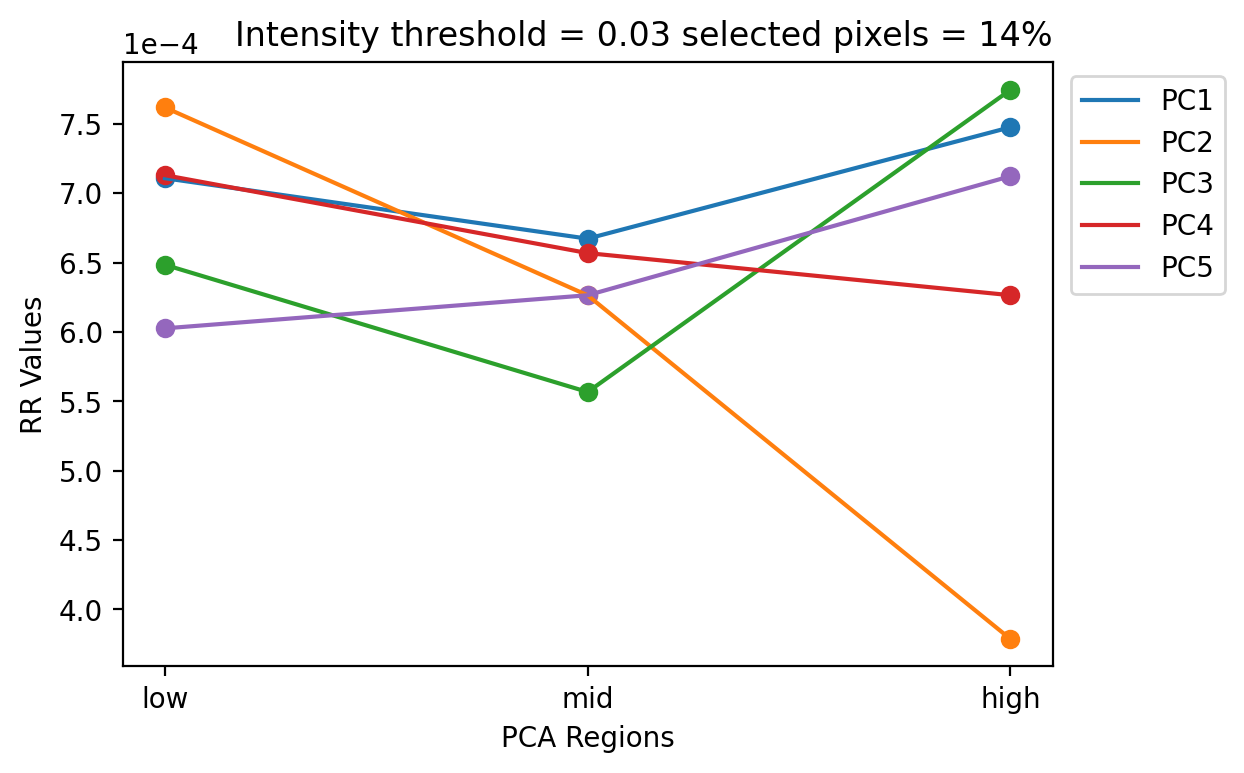 Intensity threshold = 0.03 selected pixels = 14%
1e−4
7.5
7.0
6.5
6.0
5.5
5.0
4.5
4.0
RR Values
low
mid
high
PCA Regions
PC1
PC2
PC3
PC4
PC5